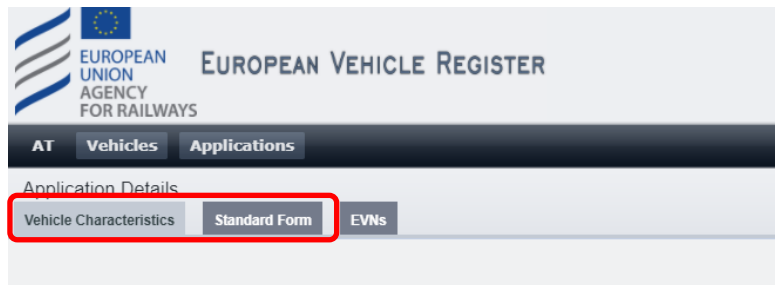 EUROPEAN
UNION
AGENCY
FOR RAILWAYS
EUROPEAN VEHICLE REGISTER
AT Vehicles Applications
Application Details
Vehicle Characteristics Standard Form EVNs